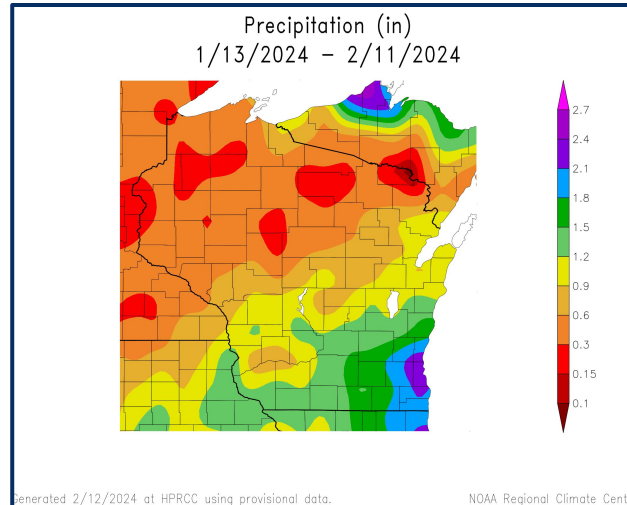 Precipitation (in)
1/13/2024 – 2/11/2024
2.7
2.4
2.1
1.8
1.5
1.2
0.9
0.6
0.3
0.15
0.1
Generated 2/12/2024 at HPRCC using provisional data.
NOAA Regional Climate Cent